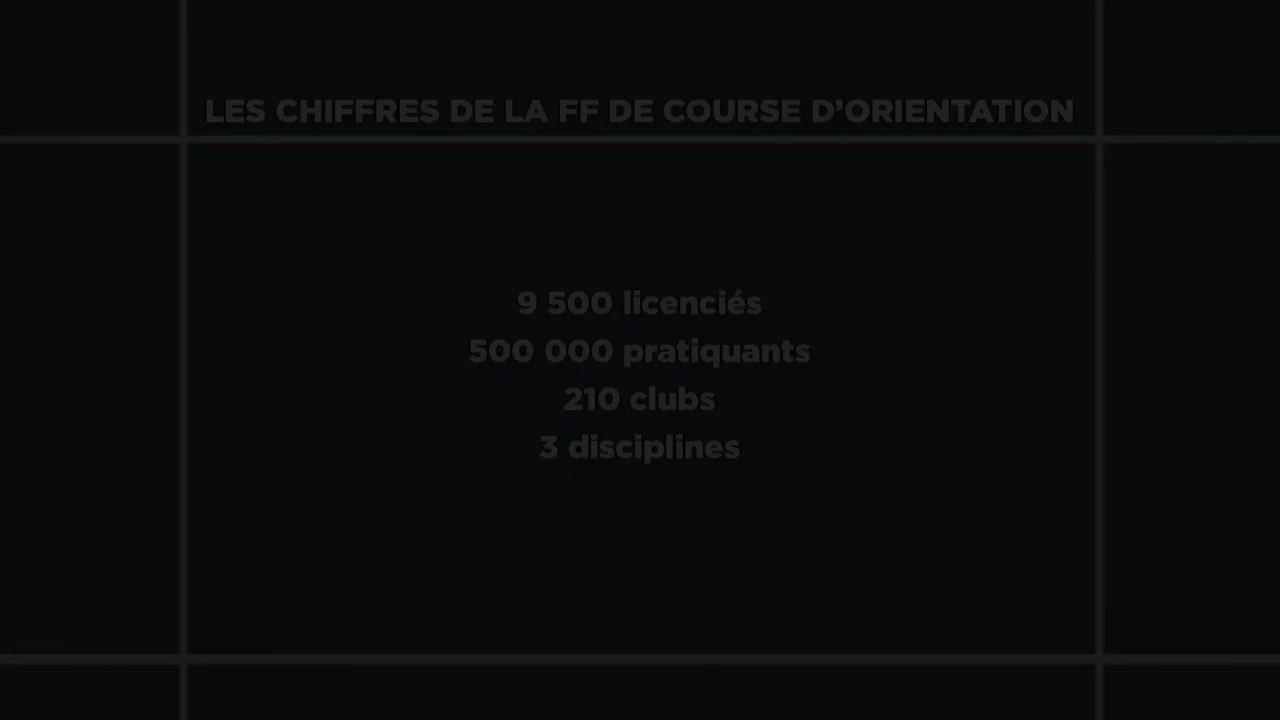 LES CHIFFRES DE LA FF DE COURSE D’ORIENTATION
9 500 licenciés
500 000 pratiquants
210 clubs
3 disciplines